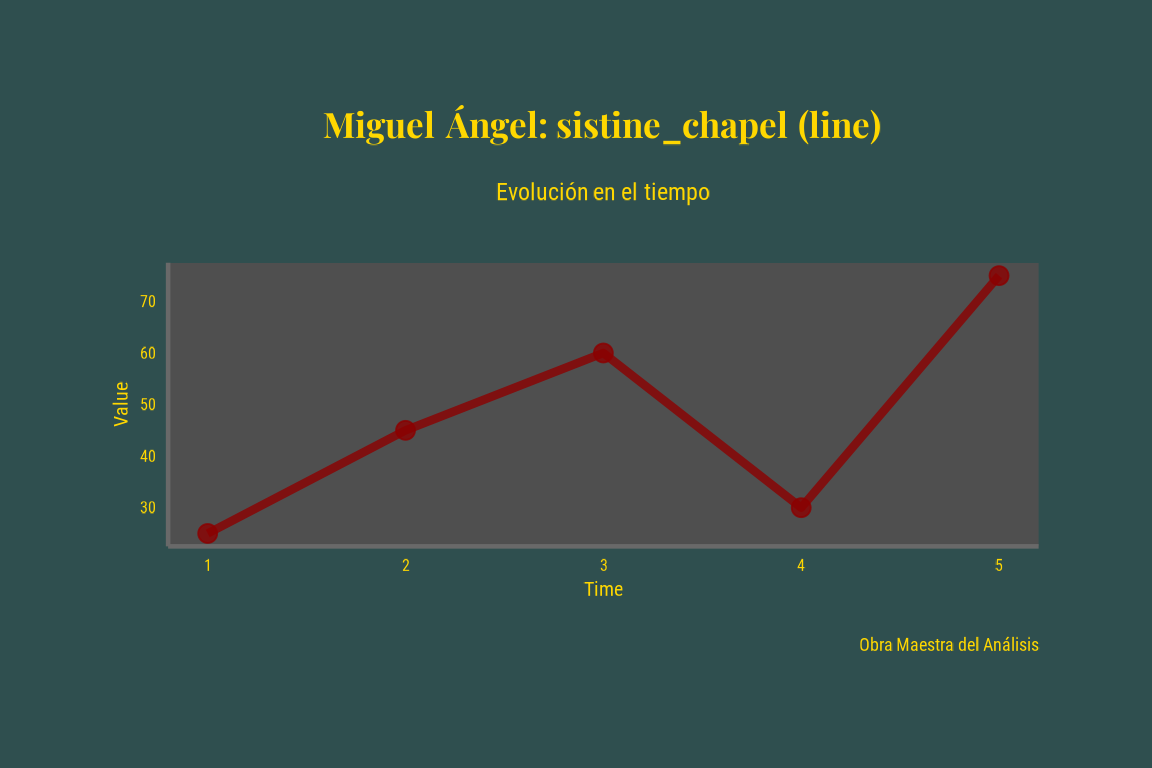 Miguel Ángel: sistine_chapel (line)
Evolución en el tiempo
Value
70
60
50
40
30
1 2 3 4 5
Time
Obra Maestra del Análisis